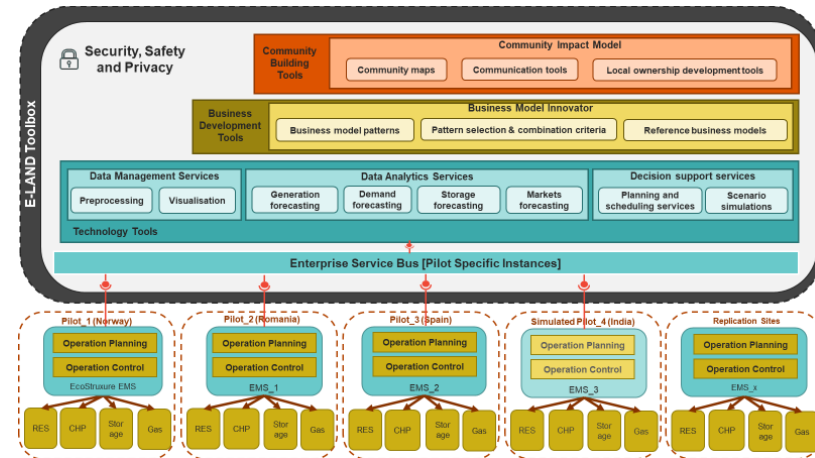 E-LAND Toolbox
Security, Safety
and Privacy
Community
Building
Tools
Community Impact Model
Community maps
Communication tools
Local ownership development tools
Business
Development
Tools
Business Model Innovator
Business model patterns
Pattern selection & combination criteria
Reference business models
Data Management Services
Preprocessing
Visualisation
Data Analytics Services
Generation
forecasting
Demand
forecasting
Storage
forecasting
Markets
forecasting
Decision support services
Planning and
scheduling services
Scenario
simulations
Technology Tools
Enterprise Service Bus [Pilot Specific Instances]
Pilot_1 (Norway)
Operation Planning
Operation Control
EcoStruxure EMS
RES
CHP
Stor
age
Gas
Pilot_2 (Romania)
Operation Planning
Operation Control
EMS_1
RES
CHP
Stor
age
Gas
Pilot_3 (Spain)
Operation Planning
Operation Control
EMS_2
RES
CHP
Stor
age
Gas
Simulated Pilot_4 (India)
Operation Planning
Operation Control
EMS_3
RES
CHP
Stor
age
Gas
Replication Sites
Operation Planning
Operation Control
EMS_x
RES
CHP
Stor
age
Gas